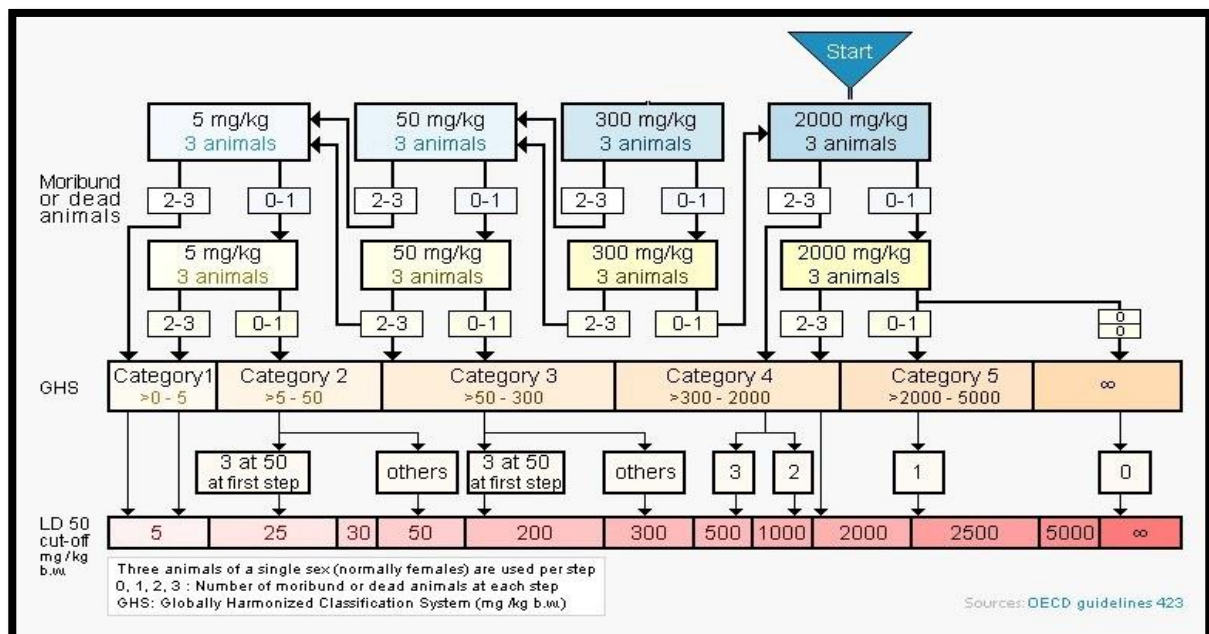 Start
5 mg/kg 50 mg/kg 300 mg/kg 2000 mg/kg
3 animals 3 animals 3 animals 3 animals
Moribund
or dead
animals
2-3 0-1 2-3 0-1 2-3 0-1 2-3 0-1
5 mg/kg 50 mg/kg 300 mg/kg 2000 mg/kg
3 animals 3 animals 3 animals 3 animals
2-3 0-1 2-3 0-1 2-3 0-1 2-3 0-1 0
0
GHS
Category1 Category 2 Category 3 Category 4 Category 5 ∞
>0 - 5 >5 - 50 >50 - 300 >300 - 2000 >2000 - 5000
3 at 50 others 3 at 50 others 3 2 1 0
at first step at first step
LD 50
cut-off
mg/kg
b.w.
5 25 30 50 200 300 500 1000 2000 2500 5000 ∞
Three animals of a single sex (normally females) are used per step
0, 1, 2, 3 : Number of moribund or dead animals at each step
GHS: Globally Harmonized Classification System (mg /kg b.w.)
Sources: OECD guidelines 423